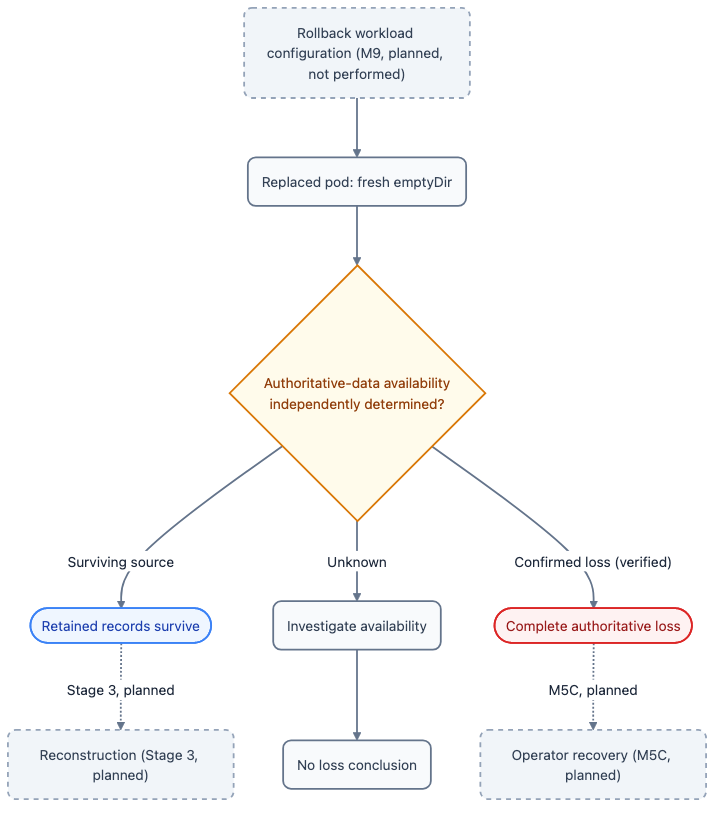 Rollback workload
configuration (M9, planned,
not performed)
Replaced pod: fresh emptyDir
Authoritative-data availability
independently determined?
Surviving source
Unknown
Confirmed loss (verified)
Retained records survive
Investigate availability
Complete authoritative loss
Stage 3, planned
M5C, planned
Reconstruction (Stage 3,
planned)
No loss conclusion
Operator recovery (M5C,
planned)